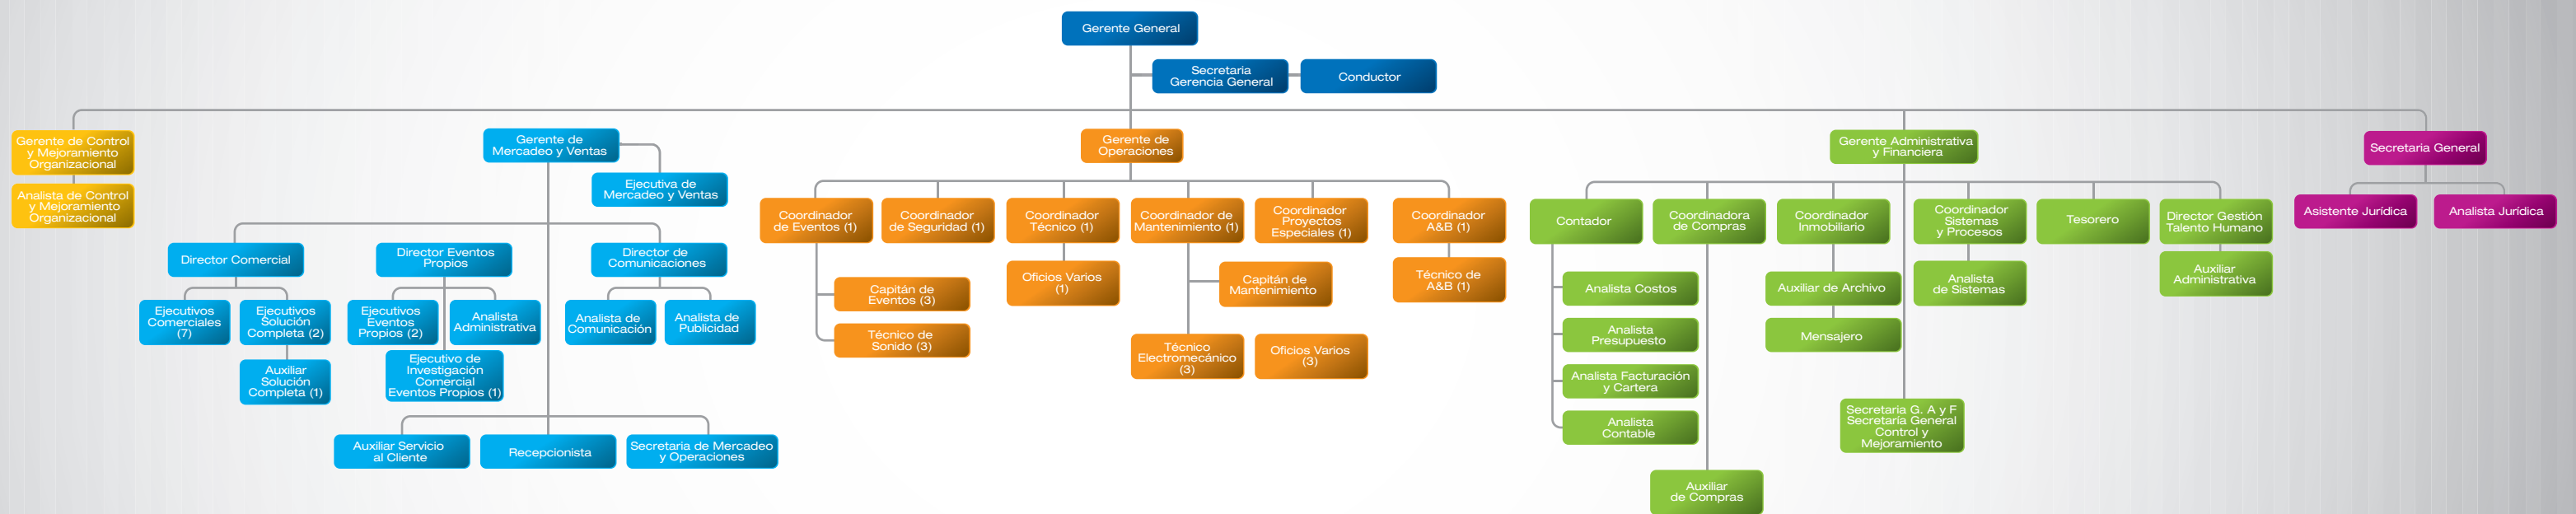 Gerente General
Secretaria
Gerencia General
Conductor
Gerente de Control
y Mejoramiento
Organizacional
Analista de Control
y Mejoramiento
Organizacional
Gerente de
Mercadeo y Ventas
Ejecutiva de
Mercadeo y Ventas
Director Comercial
Director Eventos
Propios
Director de
Comunicaciones
Ejecutivos
Comerciales
(7)
Ejecutivos
Solución
Completa (2)
Auxiliar
Solución
Completa (1)
Ejecutivos
Eventos
Propios (2)
Analista
Administrativa
Ejecutivo de
Investigación
Comercial
Eventos Propios (1)
Analista de
Comunicación
Analista de
Publicidad
Auxiliar Servicio
al Cliente
Recepcionista
Secretaria de Mercadeo
y Operaciones
Gerente de
Operaciones
Coordinador
de Eventos (1)
Coordinador
de Seguridad (1)
Coordinador
Técnico (1)
Coordinador de
Mantenimiento (1)
Coordinador
Proyectos
Especiales (1)
Coordinador
A&B (1)
Capitán de
Eventos (3)
Técnico de
Sonido (3)
Oficios Varios
(1)
Capitán de
Mantenimiento
Técnico
Electromecánico
(3)
Oficios Varios
(3)
Técnico de
A&B (1)
Gerente Administrativa
y Financiera
Contador
Coordinadora
de Compras
Coordinador
Inmobiliario
Coordinador
Sistemas
y Procesos
Tesorero
Director Gestión
Talento Humano
Analista Costos
Analista
Presupuesto
Analista Facturación
y Cartera
Analista
Contable
Auxiliar
de Compras
Auxiliar de Archivo
Mensajero
Analista
de Sistemas
Auxiliar
Administrativa
Secretaria G. A y F
Secretaría General
Control y
Mejoramiento
Secretaria General
Asistente Jurídica
Analista Jurídica